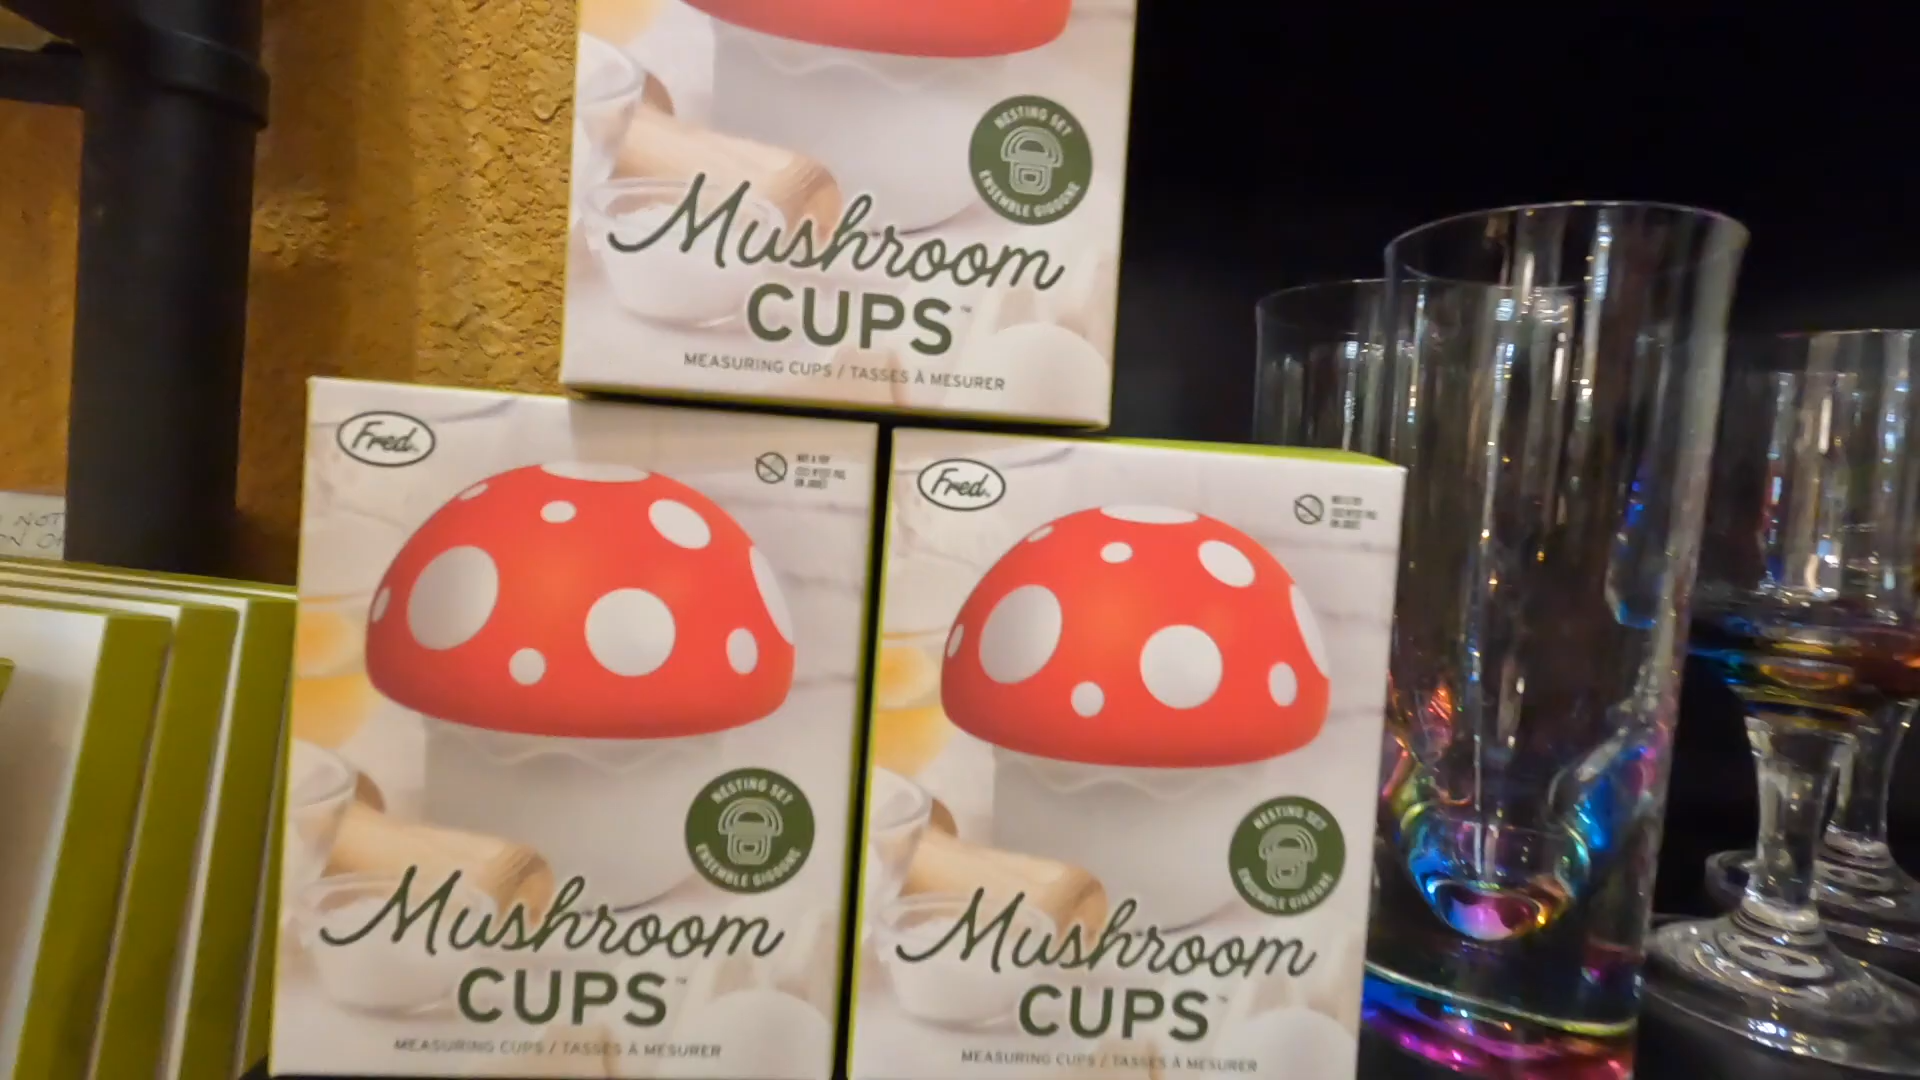 NESTING SET
ENSEMBLE GIGOGNE
Mushroom
CUPS™
MEASURING CUPS / TASSES À MESURER
Fred.
NESTING SET
ENSEMBLE GIGOGNE
Mushroom
CUPS™
MEASURING CUPS / TASSES À MESURER
Fred.
NESTING SET
ENSEMBLE GIGOGNE
Mushroom
CUPS™
MEASURING CUPS / TASSES À MESURER
NOT